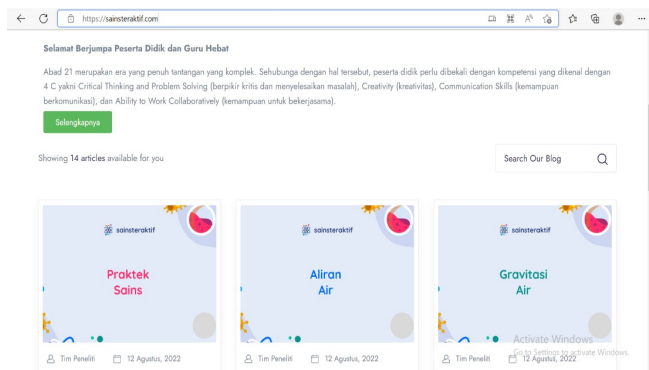 https://sainsteraktif.com
Selamat Berjumpa Peserta Didik dan Guru Hebat
Abad 21 merupakan era yang penuh tantangan yang komplek. Sehubunga dengan hal tersebut, peserta didik perlu dibekali dengan kompetensi yang dikenal dengan
4 C yakni Critical Thinking and Problem Solving (berpikir kritis dan menyelesaikan masalah), Creativity (kreativitas), Communication Skills (kemampuan
berkomunikasi), dan Ability to Work Collaboratively (kemampuan untuk bekerjasama).
Selengkapnya
Showing 14 articles available for you
Search Our Blog
sainsteraktif
Praktek
Sains
Tim Peneliti 12 Agustus, 2022
sainsteraktif
Aliran
Air
Tim Peneliti 12 Agustus, 2022
sainsteraktif
Gravitasi
Air
Tim Peneliti 12 Agustus, 2022
Activate Windows
Go to Settings to activate Windows.